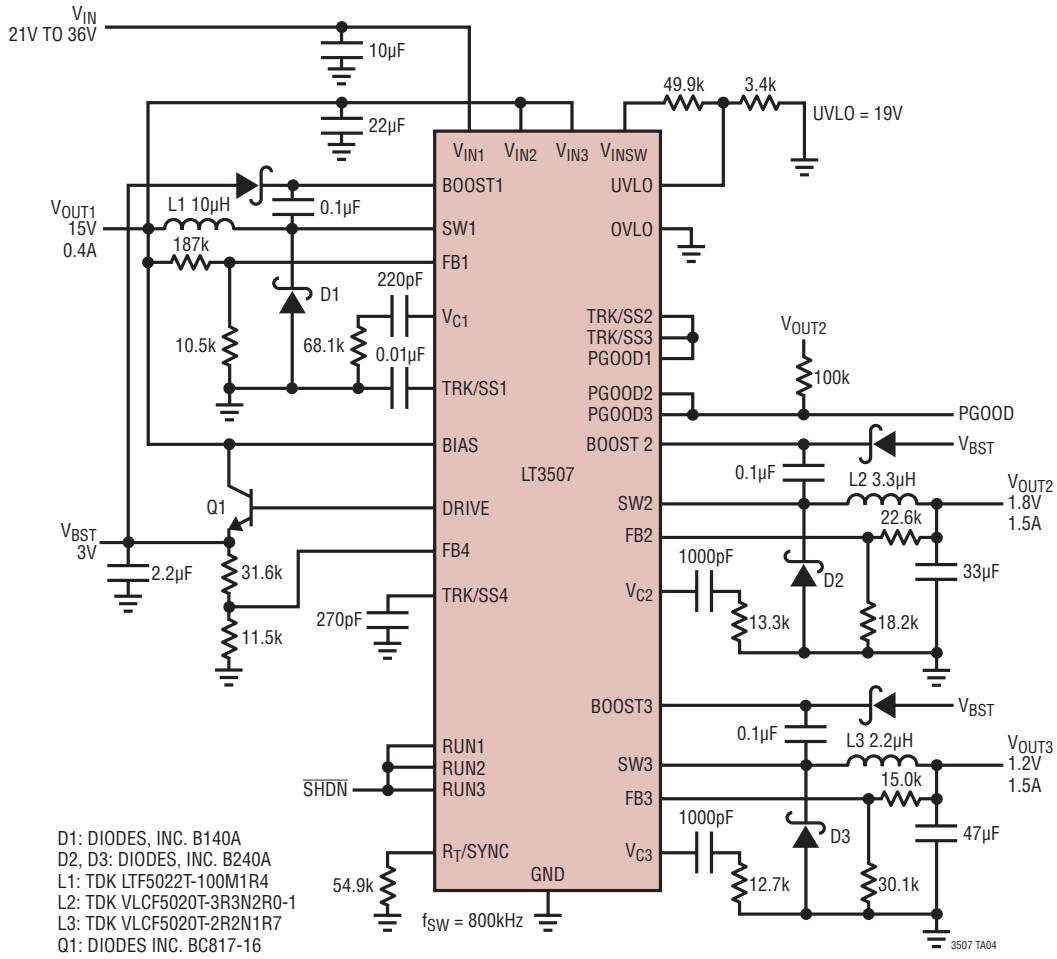 VIN
21V TO 36V
10µF
22µF
49.9k
3.4k
UVLO = 19V
VIN1
VIN2
VIN3
VINSW
BOOST1
UVLO
VOUT1
15V
0.4A
L1 10µH
0.1µF
SW1
OVLO
187k
FB1
D1
220pF
VC1
10.5k
68.1k
0.01µF
TRK/SS1
TRK/SS2
TRK/SS3
PGOOD1
VOUT2
100k
PGOOD2
PGOOD3
PGOOD
BIAS
LT3507
BOOST 2
VBST
0.1µF
L2 3.3µH
VOUT2
1.8V
1.5A
Q1
DRIVE
SW2
22.6k
VBST
3V
2.2µF
31.6k
FB4
FB2
1000pF
D2
33µF
TRK/SS4
VC2
270pF
11.5k
13.3k
18.2k
BOOST3
VBST
0.1µF
L3 2.2µH
VOUT3
1.2V
1.5A
RUN1
RUN2
RUN3
SHDN
SW3
15.0k
FB3
1000pF
D3
47µF
RT/SYNC
VC3
54.9k
GND
12.7k
30.1k
fSW = 800kHz
D1: DIODES, INC. B140A
D2, D3: DIODES, INC. B240A
L1: TDK LTF5022T-100M1R4
L2: TDK VLCF5020T-3R3N2R0-1
L3: TDK VLCF5020T-2R2N1R7
Q1: DIODES INC. BC817-16
3507 TA04